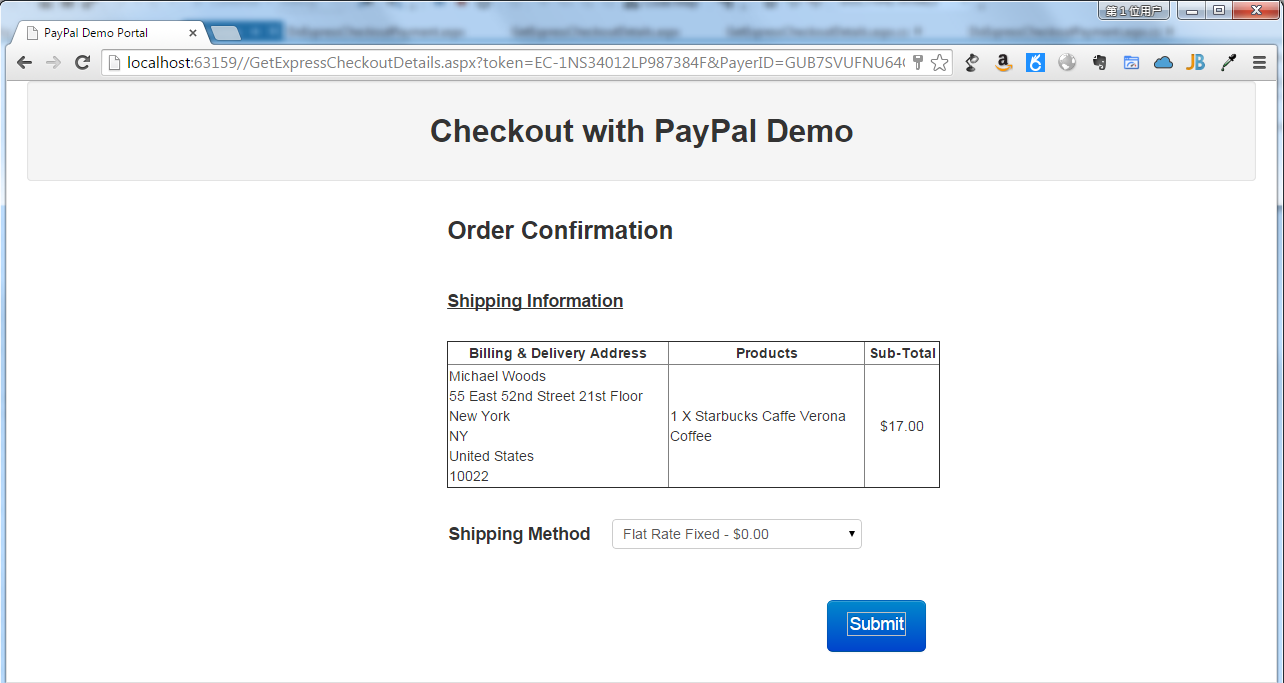 第 1 位用户
PayPal Demo Portal
localhost:63159//GetExpressCheckoutDetails.aspx?token=EC-1NS34012LP987384F&PayerID=GUB7SVUFNU64
Checkout with PayPal Demo
Order Confirmation
Shipping Information
Billing & Delivery Address Products Sub-Total
Michael Woods
55 East 52nd Street 21st Floor
New York
NY
United States
10022
1 X Starbucks Caffe Verona
Coffee
$17.00
Shipping Method Flat Rate Fixed - $0.00
Submit